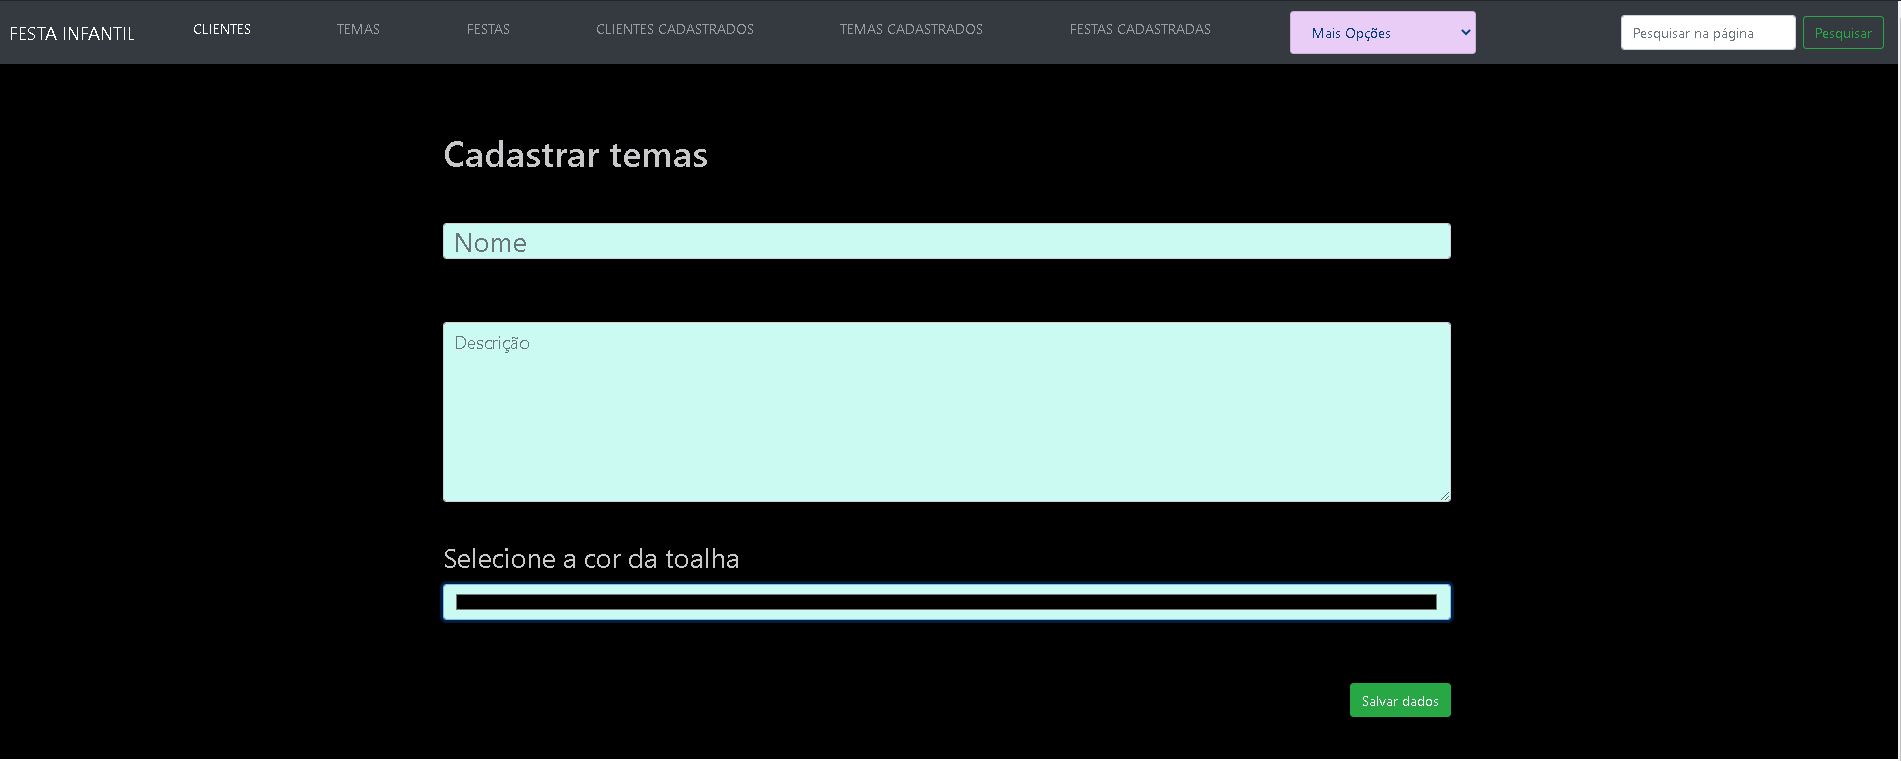 FESTA INFANTIL CLIENTES TEMAS FESTAS CLIENTES CADASTRADOS TEMAS CADASTRADOS FESTAS CADASTRADAS Mais Opções Pesquisar na página Pesquisar
Cadastrar temas
Nome
Descrição
Selecione a cor da toalha
Salvar dados